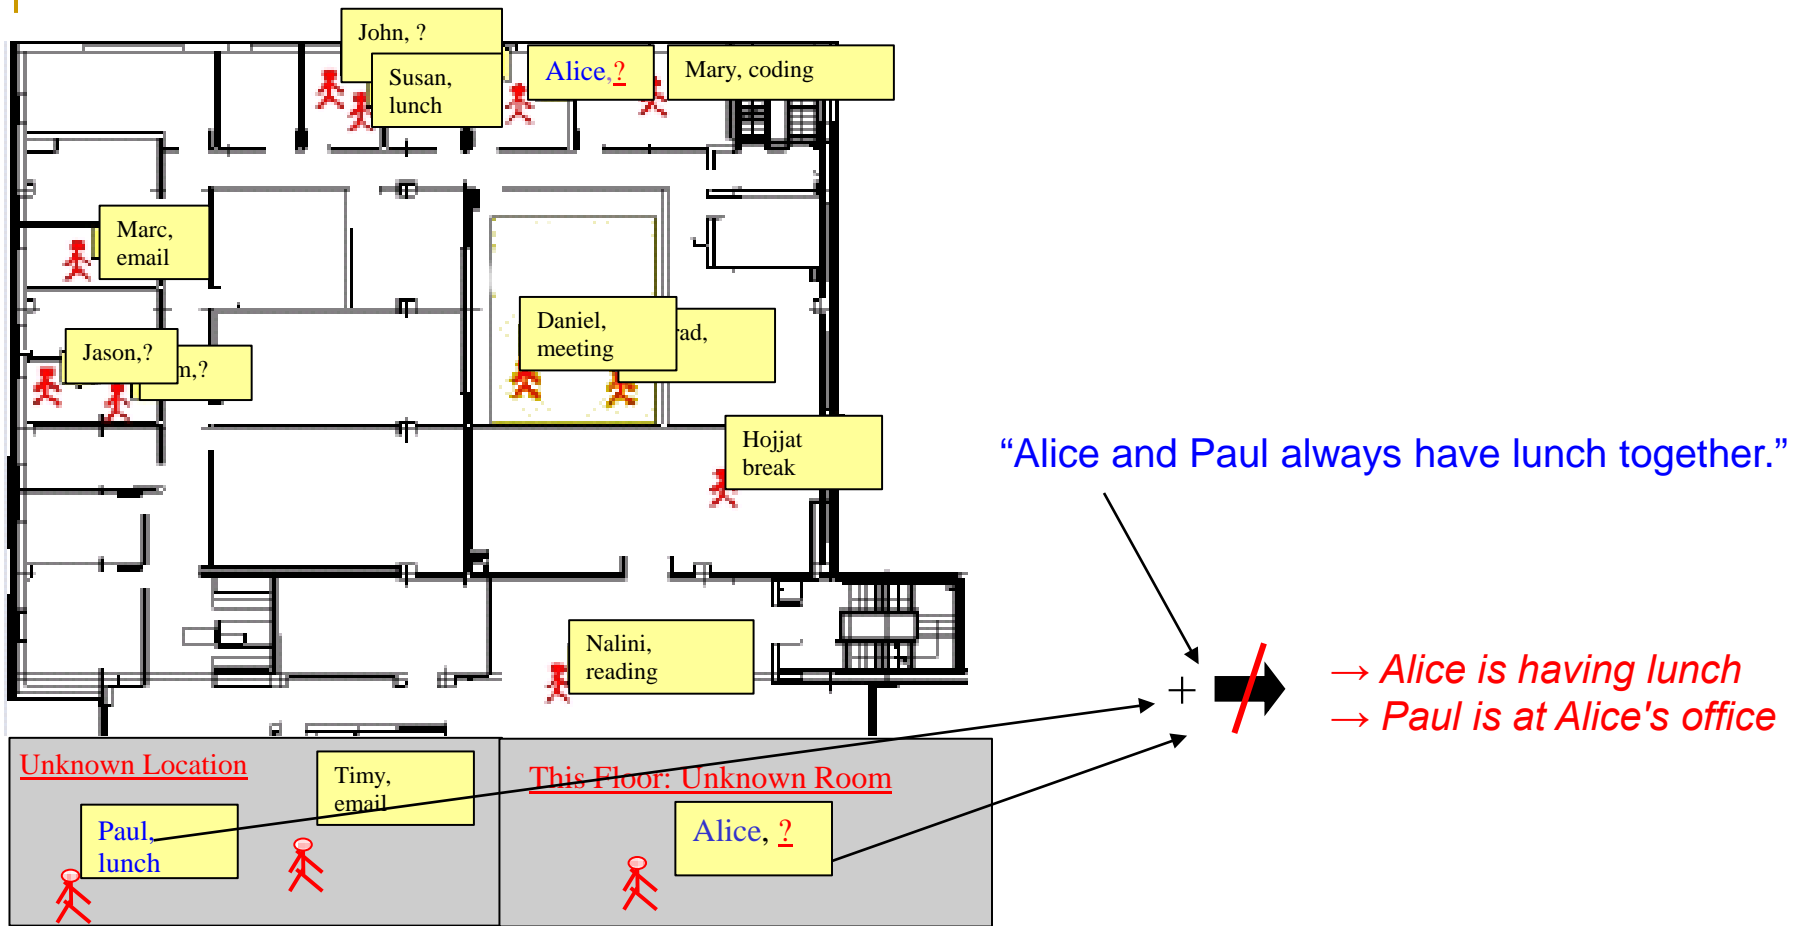 John, ?
Susan,
lunch
Alice,?
Mary, coding
Marc,
email
Daniel,
meeting
rad,
Jason,?
m,?
Hojjat
break
“Alice and Paul always have lunch together.”
Nalini,
reading
+
→ Alice is having lunch
→ Paul is at Alice's office
Unknown Location
Timy,
email
Paul,
lunch
This Floor: Unknown Room
Alice, ?